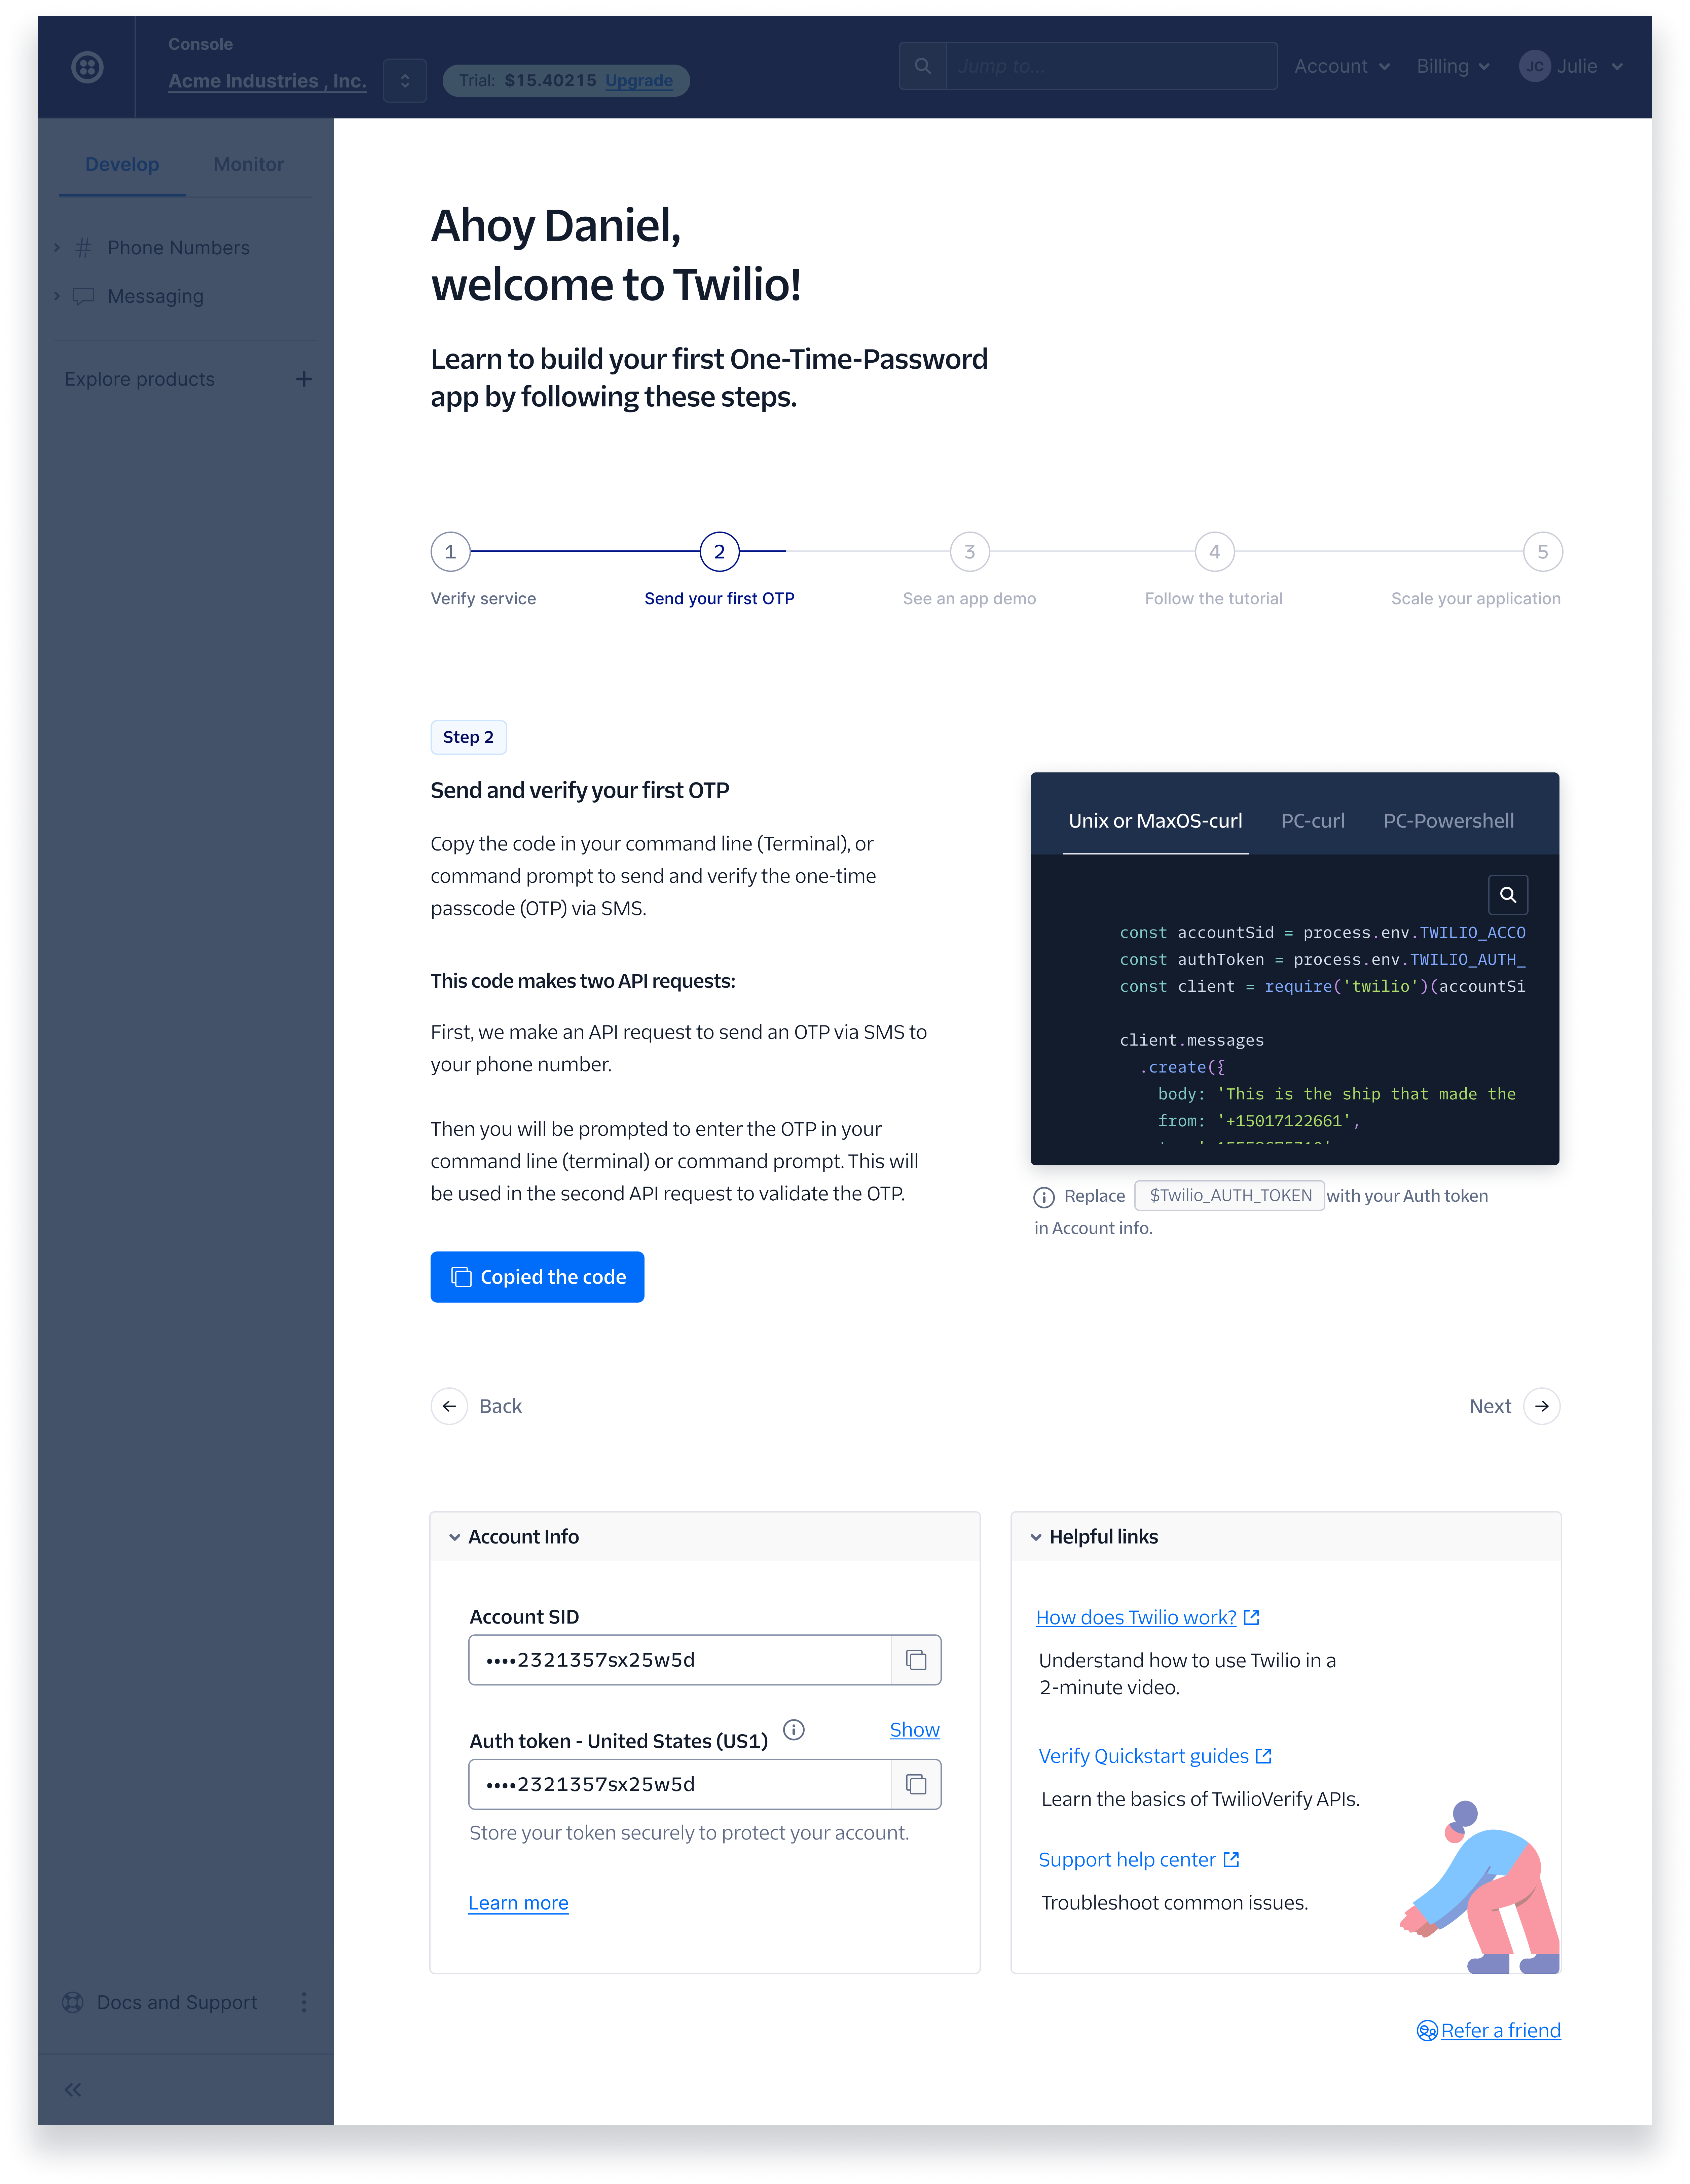 Console
Acme Industries , Inc.
Trial: $15.40215 Upgrade
Jump to...
Account
Billing
JC Julie
Develop Monitor
Phone Numbers
Messaging
Explore products
Ahoy Daniel,
welcome to Twilio!
Learn to build your first One-Time-Password
app by following these steps.
1 2 3 4 5
Verify service Send your first OTP See an app demo Follow the tutorial Scale your application
Step 2
Send and verify your first OTP
Copy the code in your command line (Terminal), or
command prompt to send and verify the one-time
passcode (OTP) via SMS.
This code makes two API requests:
First, we make an API request to send an OTP via SMS to
your phone number.
Then you will be prompted to enter the OTP in your
command line (terminal) or command prompt. This will
be used in the second API request to validate the OTP.
Copied the code
Unix or MaxOS-curl PC-curl PC-Powershell
const accountSid = process.env.TWILIO_ACCO
const authToken = process.env.TWILIO_AUTH_
const client = require('twilio')(accountSi
client.messages
.create({
body: 'This is the ship that made the
from: '+15017122661',
Replace $Twilio_AUTH_TOKEN with your Auth token
in Account info.
Back
Next
Account Info
Account SID
••••2321357sx25w5d
Auth token - United States (US1)
Show
••••2321357sx25w5d
Store your token securely to protect your account.
Learn more
Helpful links
How does Twilio work?
Understand how to use Twilio in a
2-minute video.
Verify Quickstart guides
Learn the basics of TwilioVerify APIs.
Support help center
Troubleshoot common issues.
Docs and Support
Refer a friend